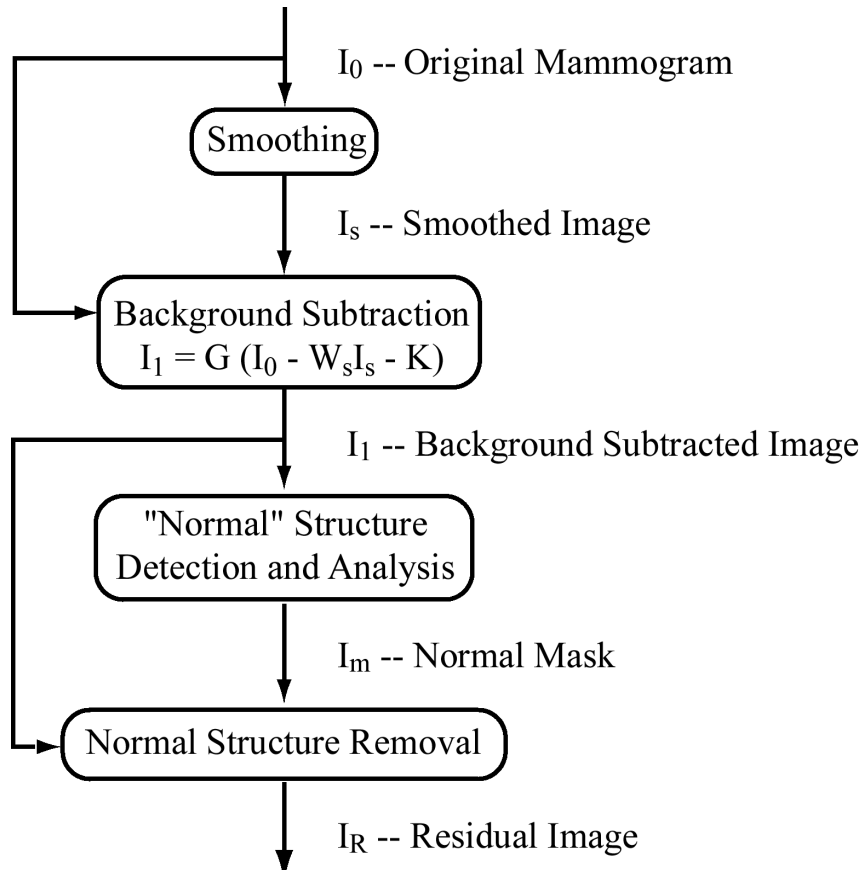 I₀ -- Original Mammogram
Smoothing
Iₛ -- Smoothed Image
Background Subtraction
I₁ = G (I₀ - WₛIₛ - K)
I₁ -- Background Subtracted Image
"Normal" Structure
Detection and Analysis
Iₘ -- Normal Mask
Normal Structure Removal
I_R -- Residual Image